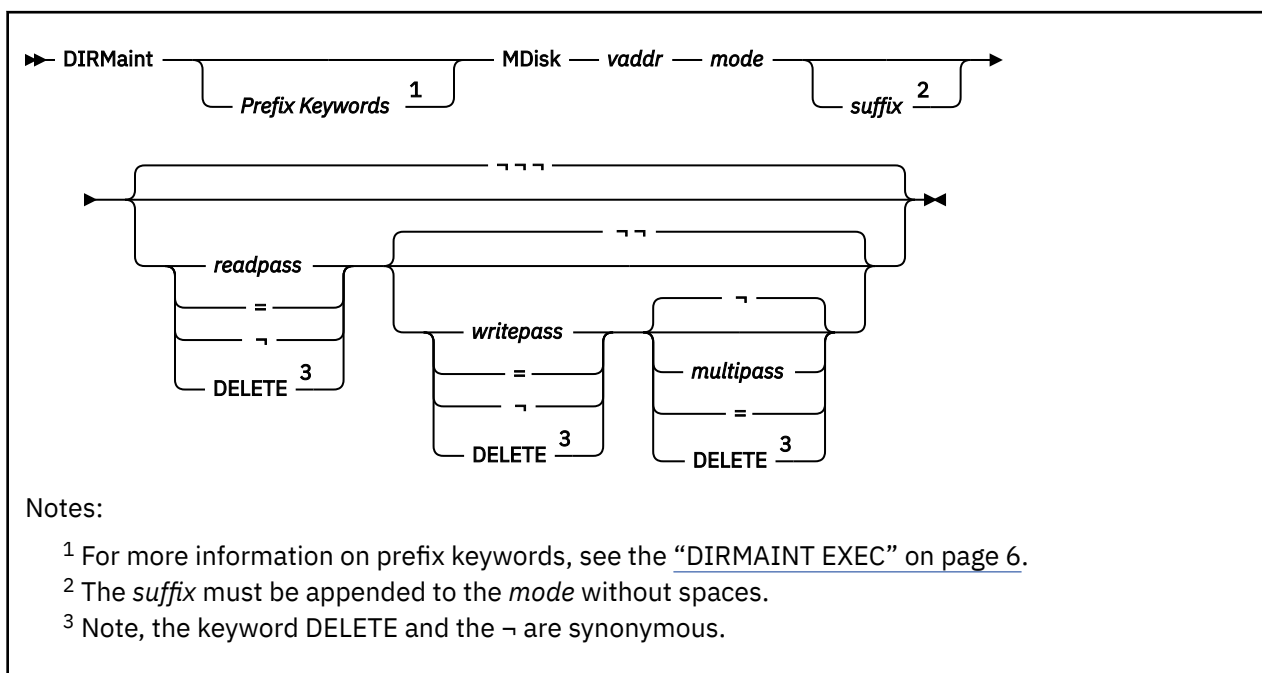 DIRMaint Prefix Keywords 1 MDisk vaddr mode suffix 2
¬ ¬ ¬
readpass
=
¬
DELETE 3
¬ ¬
writepass
=
¬
DELETE 3
¬
multipass
=
DELETE 3
Notes:
1 For more information on prefix keywords, see the “DIRMAINT EXEC” on page 6.
2 The suffix must be appended to the mode without spaces.
3 Note, the keyword DELETE and the ¬ are synonymous.